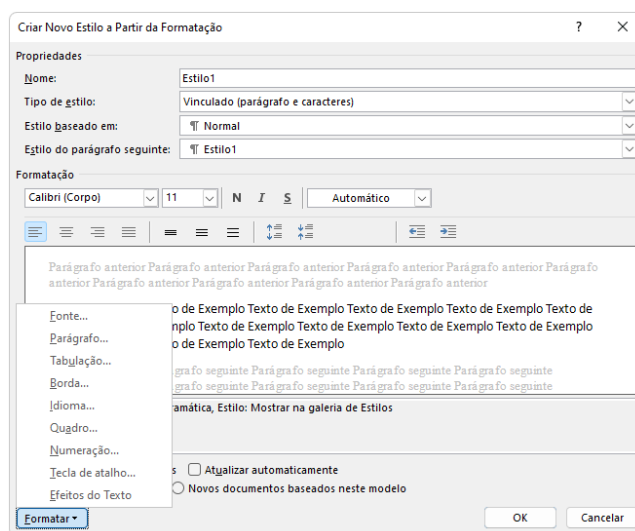 Criar Novo Estilo a Partir da Formatação ? ×
Propriedades
Nome: Estilo1
Tipo de estilo: Vinculado (parágrafo e caracteres)
Estilo baseado em: ¶ Normal
Estilo do parágrafo seguinte: ¶ Estilo1
Formatação
Calibri (Corpo) 11 N I S Automático
Parágrafo anterior Parágrafo anterior Parágrafo anterior Parágrafo anterior Parágrafo anterior Parágrafo
anterior Parágrafo anterior Parágrafo anterior Parágrafo anterior Parágrafo anterior
o de Exemplo Texto de Exemplo Texto de Exemplo Texto de Exemplo Texto de
mplo Texto de Exemplo Texto de Exemplo Texto de Exemplo Texto de Exemplo
o de Exemplo Texto de Exemplo
grafo seguinte Parágrafo seguinte Parágrafo seguinte Parágrafo seguinte
grafo seguinte Parágrafo seguinte Parágrafo seguinte Parágrafo seguinte
amática, Estilo: Mostrar na galeria de Estilos
Fonte...
Parágrafo...
Tabulação...
Borda...
Idioma...
Quadro...
Numeração...
Tecla de atalho...
Efeitos do Texto
s Atualizar automaticamente
Novos documentos baseados neste modelo
Formatar OK Cancelar